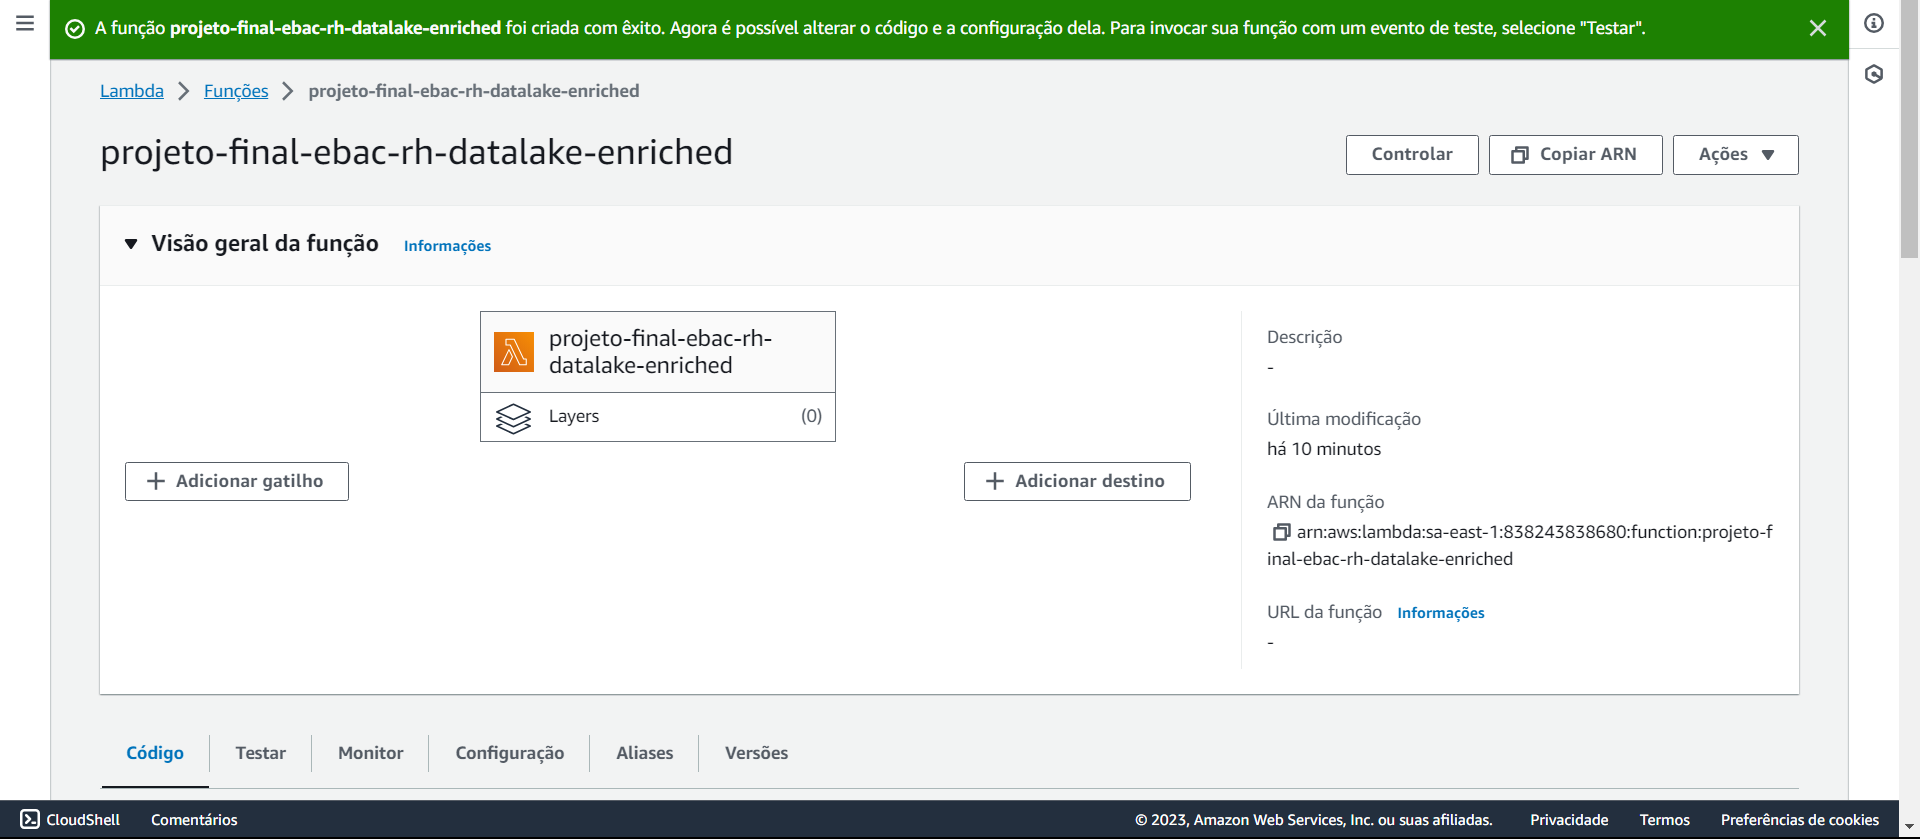 A função projeto-final-ebac-rh-datalake-enriched foi criada com êxito. Agora é possível alterar o código e a configuração dela. Para invocar sua função com um evento de teste, selecione "Testar".
Lambda > Funções > projeto-final-ebac-rh-datalake-enriched
projeto-final-ebac-rh-datalake-enriched
Controlar
Copiar ARN
Ações
Visão geral da função Informações
projeto-final-ebac-rh-
datalake-enriched
Layers (0)
Adicionar gatilho
Adicionar destino
Descrição
-
Última modificação
há 10 minutos
ARN da função
arn:aws:lambda:sa-east-1:838243838680:function:projeto-f
inal-ebac-rh-datalake-enriched
URL da função Informações
-
Código Testar Monitor Configuração Aliases Versões
CloudShell Comentários © 2023, Amazon Web Services, Inc. ou suas afiliadas. Privacidade Termos Preferências de cookies